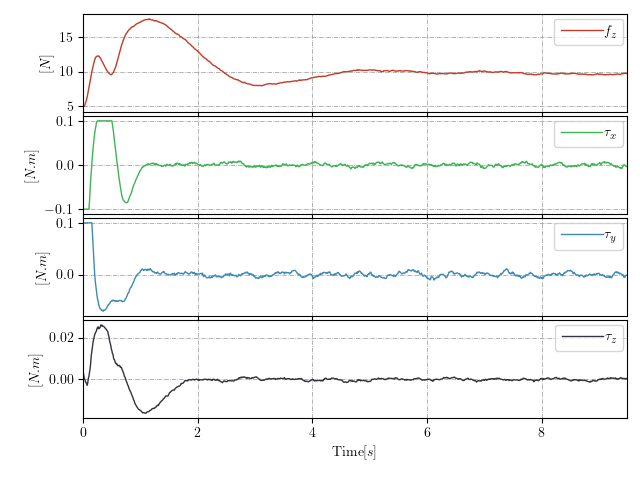 15
10
5
[N]
f_z
0.1
0.0
−0.1
[N.m]
τ_x
0.1
0.0
[N.m]
τ_y
0.02
0.00
[N.m]
τ_z
0 2 4 6 8
Time[s]